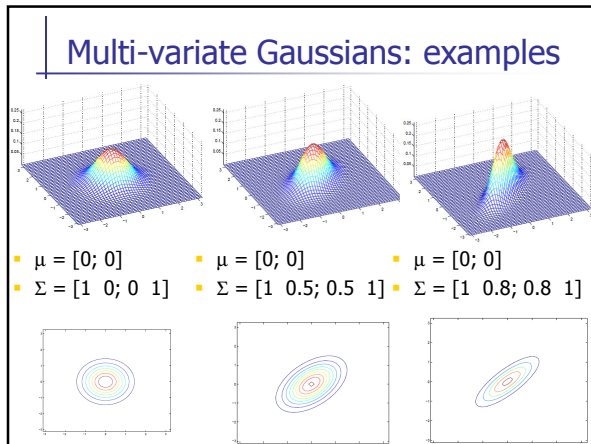 Multi-variate Gaussians: examples
μ = [0; 0]
Σ = [1 0; 0 1]
μ = [0; 0]
Σ = [1 0.5; 0.5 1]
μ = [0; 0]
Σ = [1 0.8; 0.8 1]